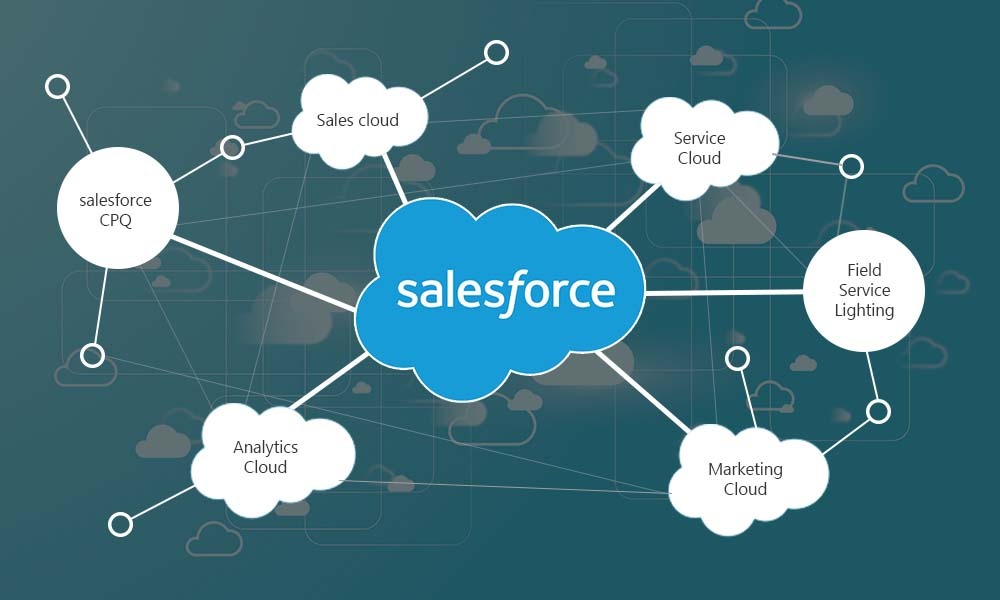 Sales cloud
Service
Cloud
salesforce
CPQ
salesforce
Field
Service
Lighting
Analytics
Cloud
Marketing
Cloud